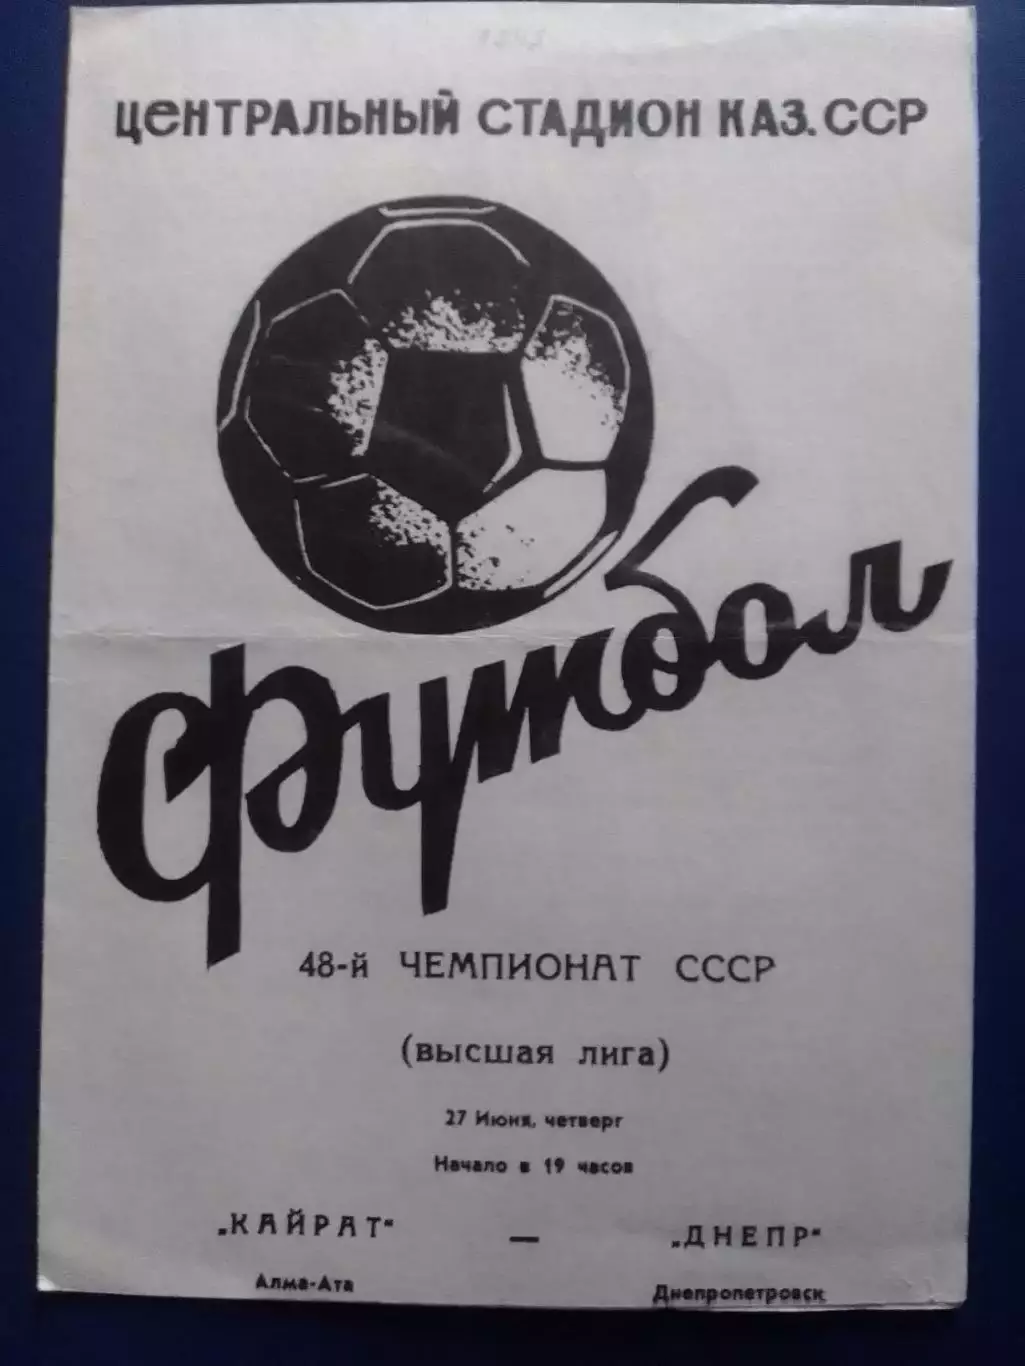 ЦЕНТРАЛЬНЫЙ СТАДИОН КАЗ. ССР
Футбол
48-й ЧЕМПИОНАТ СССР
(высшая лига)
27 Июня, четверг
Начало в 19 часов
„КАЙРАТ" — „ДНЕПР"
Алма-Ата Днепропетровск